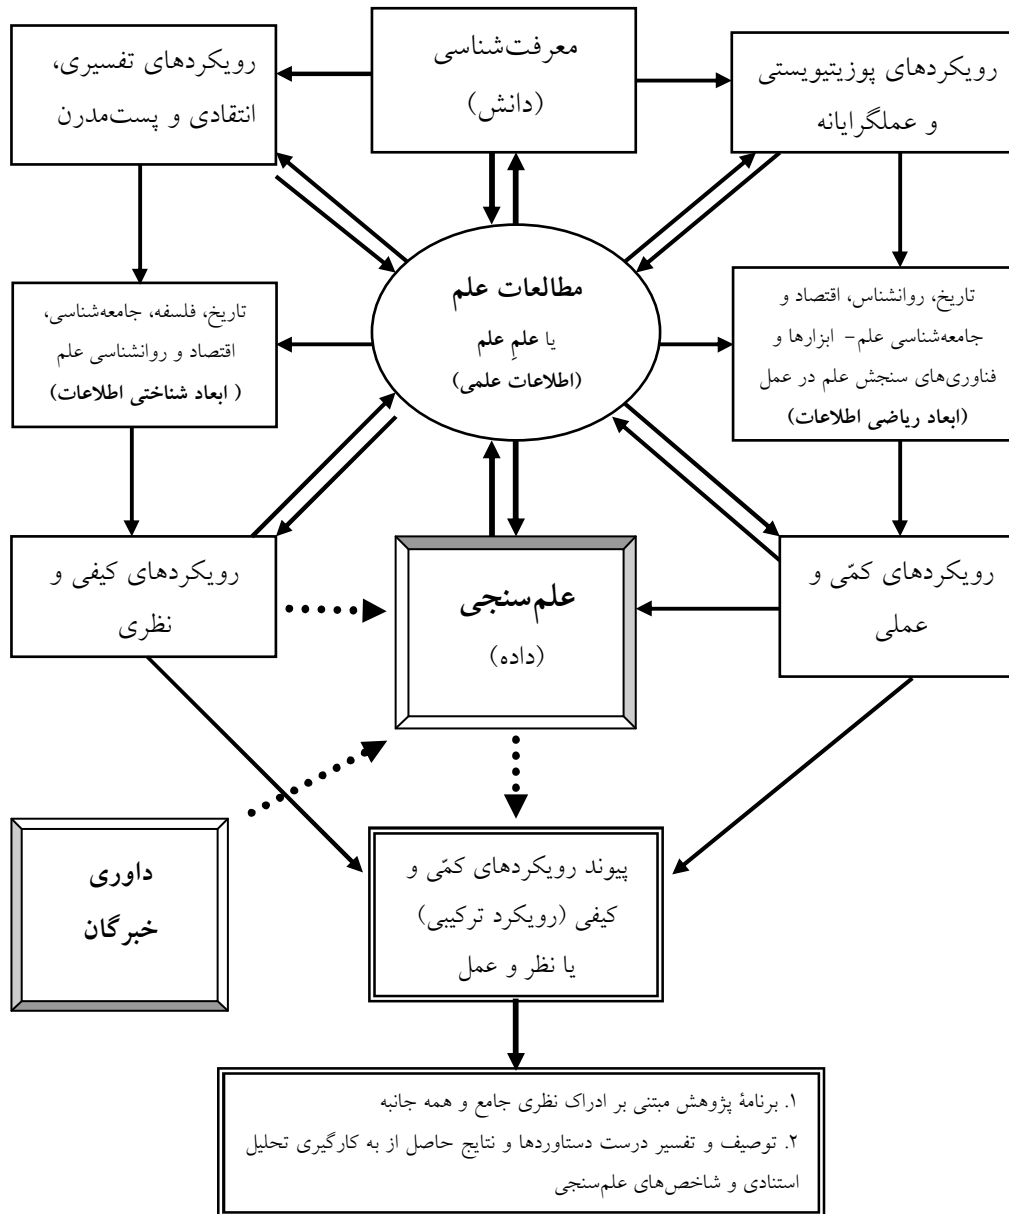 معرفت‌شناسی
(دانش)
رویکردهای پوزیتیویستی
و عملگرایانه
رویکردهای تفسیری،
انتقادی و پست‌مدرن
مطالعات علم
یا علمِ علم
(اطلاعات علمی)
تاریخ، روانشناس، اقتصاد و
جامعه‌شناسی علم- ابزارها و
فناوری‌های سنجش علم در عمل
(ابعاد ریاضی اطلاعات)
تاریخ، فلسفه، جامعه‌شناسی،
اقتصاد و روانشناسی علم
( ابعاد شناختی اطلاعات)
رویکردهای کمّی و
عملی
علم‌سنجی
(داده)
رویکردهای کیفی و
نظری
داوری
خبرگان
پیوند رویکردهای کمّی و
کیفی (رویکرد ترکیبی)
یا نظر و عمل
۱. برنامۀ پژوهش مبتنی بر ادراک نظری جامع و همه جانبه
۲. توصیف و تفسیر درست دستاوردها و نتایج حاصل از به کارگیری تحلیل
استنادی و شاخص‌های علم‌سنجی